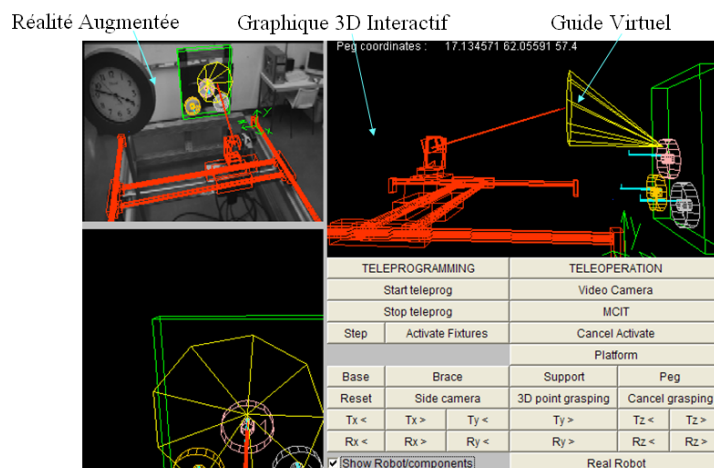 Réalité Augmentée Graphique 3D Interactif Guide Virtuel
Peg coordinates : 17.134571 62.05591 57.4
TELEPROGRAMMING TELEOPERATION
Start teleprog Video Camera
Stop teleprog MCIT
Step Activate Fixtures Cancel Activate
Platform
Base Brace Support Peg
Reset Side camera 3D point grasping Cancel grasping
Tx < Tx > Ty < Ty > Tz < Tz >
Rx < Rx > Ry < Ry > Rz < Rz >
Show Robot/components Real Robot